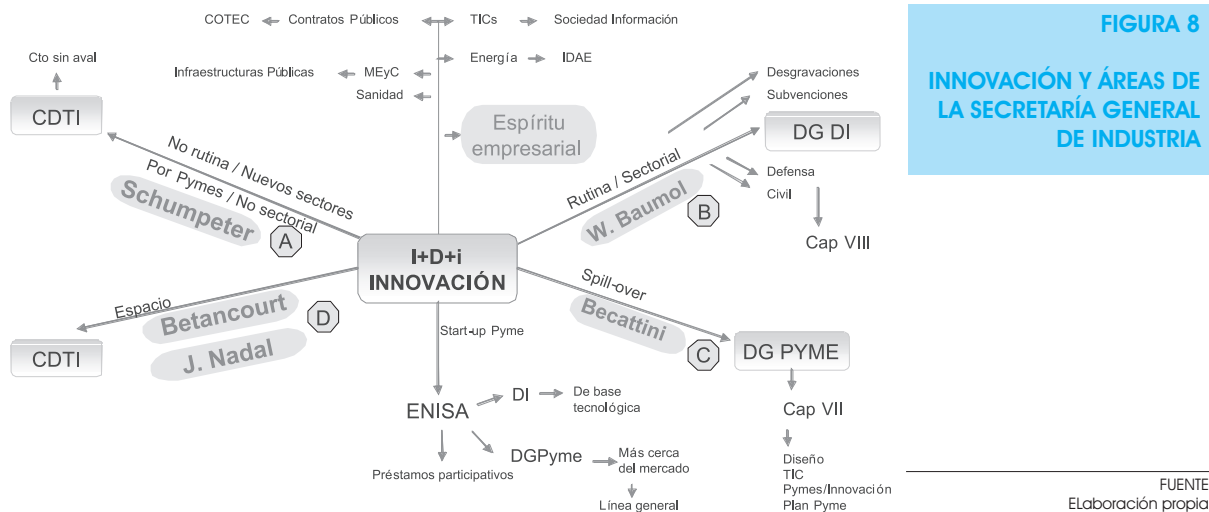 FIGURA 8
INNOVACIÓN Y ÁREAS DE
LA SECRETARÍA GENERAL
DE INDUSTRIA
COTEC
Contratos Públicos
TICs
Sociedad Información
Cto sin aval
Infraestructuras Públicas
MEyC
Energía
IDAE
Sanidad
Desgravaciones
Subvenciones
CDTI
Espíritu
empresarial
DG DI
No rutina / Nuevos sectores
Por Pymes / No sectorial
Schumpeter
A
Rutina / Sectorial
W. Baumol
B
Defensa
Civil
Cap VIII
I+D+i
INNOVACIÓN
Espacio
Betancourt
D
J. Nadal
CDTI
Spill-over
Becattini
C
DG PYME
Start-up Pyme
ENISA
DI
De base
tecnológica
Cap VII
DGPyme
Más cerca
del mercado
Préstamos participativos
Línea general
Diseño
TIC
Pymes/Innovación
Plan Pyme
FUENTE
ELaboración propia